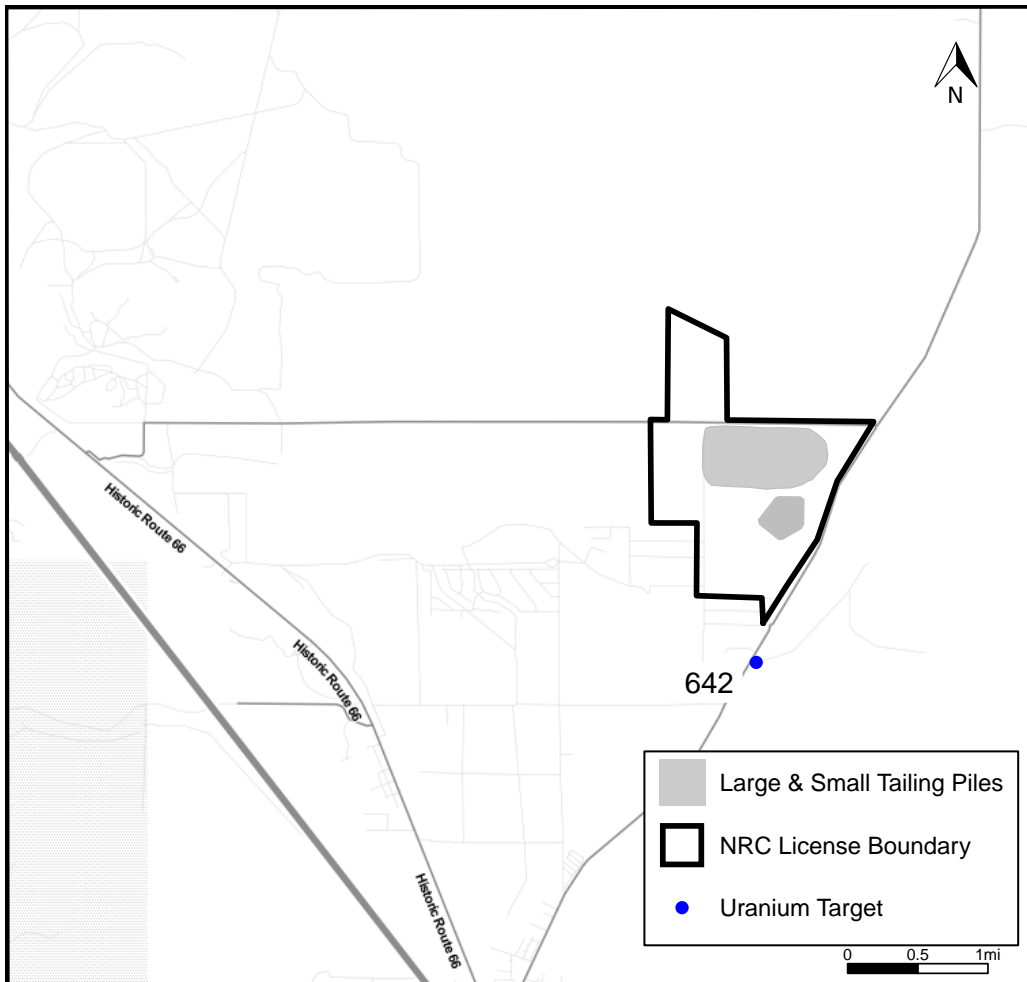 N
Historic Route 66
Historic Route 66
642
Large & Small Tailing Piles
NRC License Boundary
Historic Route 66
Uranium Target
0 0.5 1mi